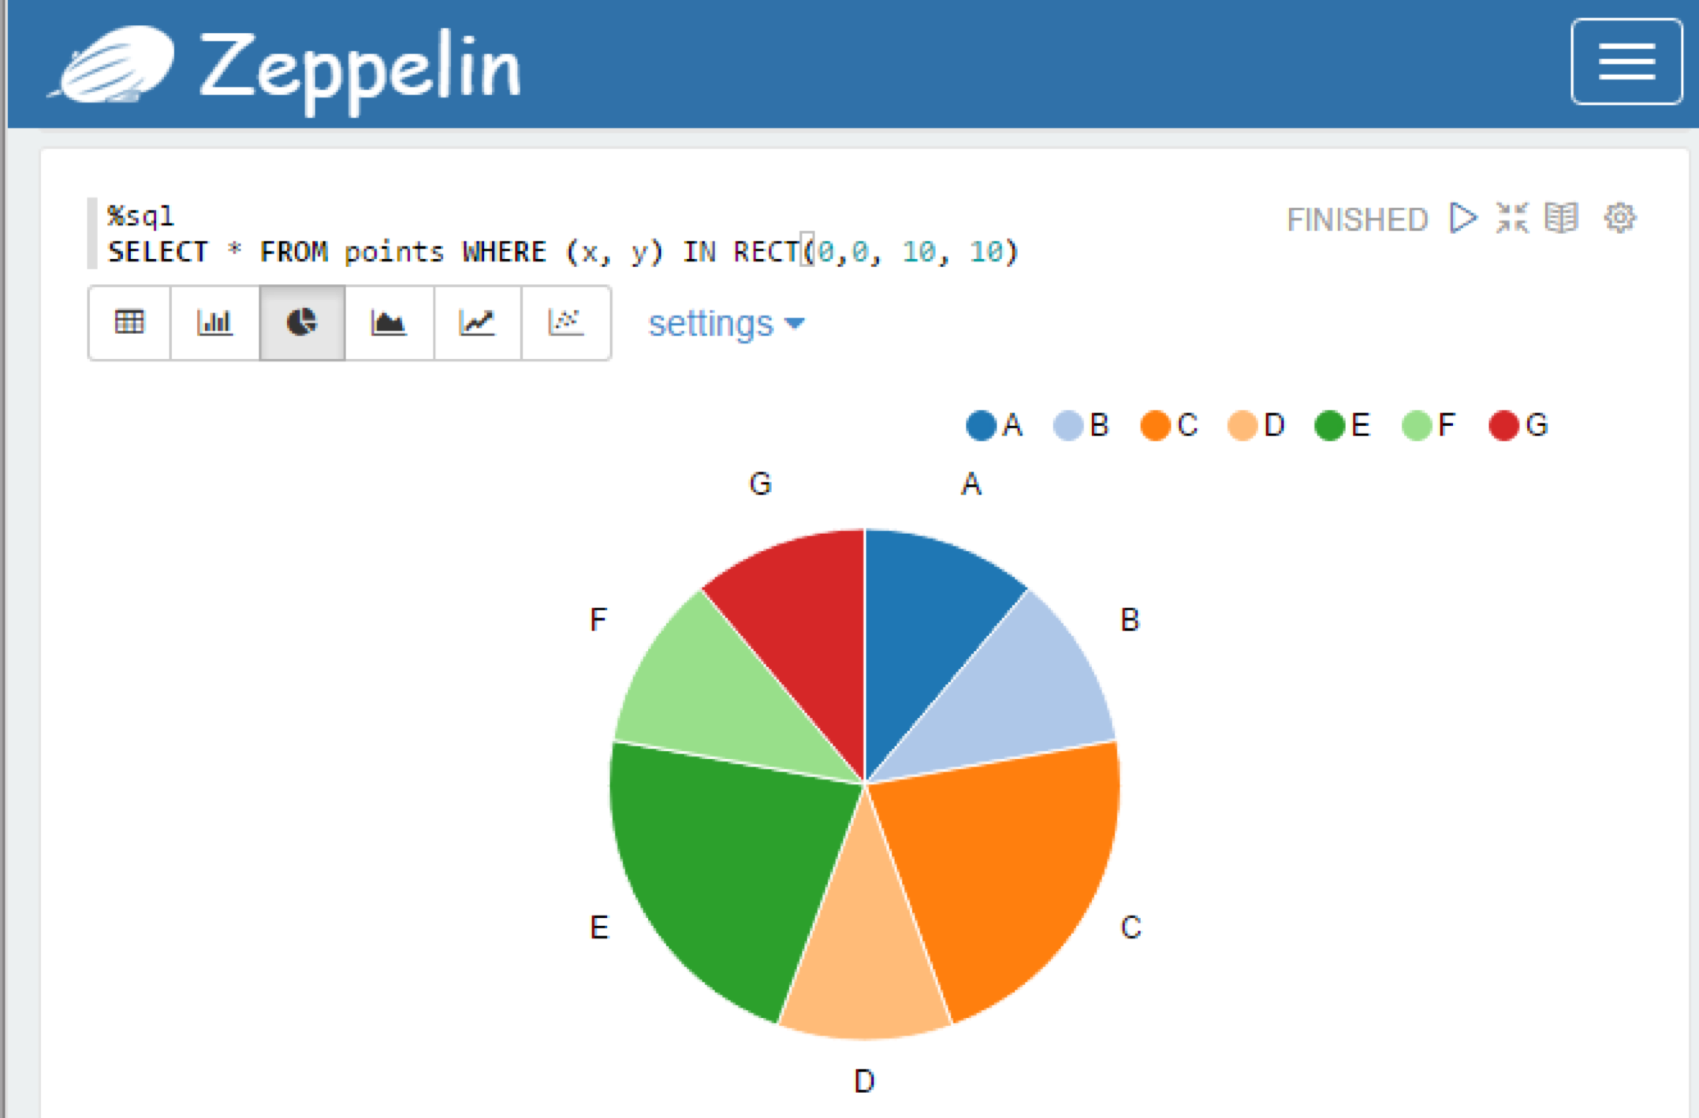 Zeppelin
%sql
FINISHED
SELECT * FROM points WHERE (x, y) IN RECT(0,0, 10, 10)
settings
A B C D E F G
G A
F B
E C
D